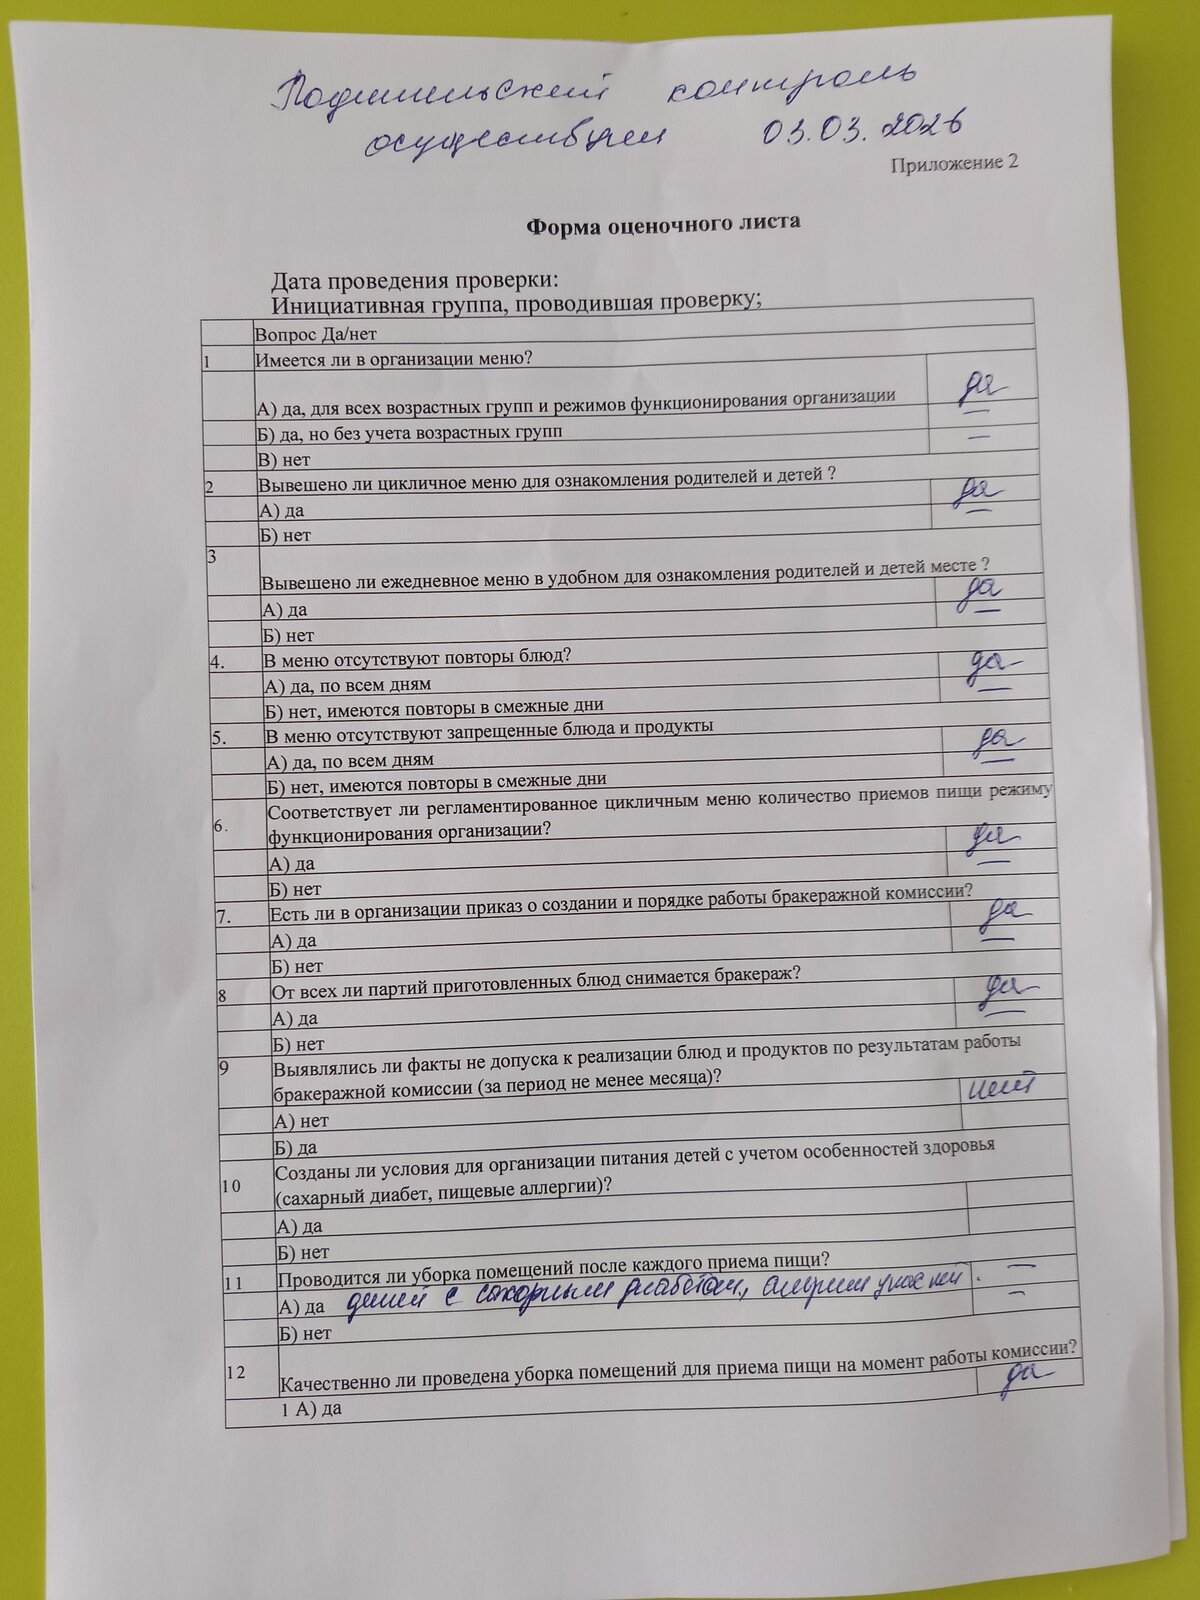 Родительский контроль
осуществлен 03.03.2026
Приложение 2
Форма оценочного листа
Дата проведения проверки:
Инициативная группа, проводившая проверку;
Вопрос Да/нет
1 Имеется ли в организации меню?
А) да, для всех возрастных групп и режимов функционирования организации да
Б) да, но без учета возрастных групп —
В) нет —
2 Вывешено ли цикличное меню для ознакомления родителей и детей ?
А) да да
Б) нет —
3 Вывешено ли ежедневное меню в удобном для ознакомления родителей и детей месте ?
А) да да
Б) нет —
4. В меню отсутствуют повторы блюд?
А) да, по всем дням да
Б) нет, имеются повторы в смежные дни —
5. В меню отсутствуют запрещенные блюда и продукты
А) да, по всем дням да
Б) нет, имеются повторы в смежные дни —
6. Соответствует ли регламентированное цикличным меню количество приемов пищи режиму
функционирования организации?
А) да да
Б) нет —
7. Есть ли в организации приказ о создании и порядке работы бракеражной комиссии?
А) да да
Б) нет —
8 От всех ли партий приготовленных блюд снимается бракераж?
А) да да
Б) нет —
9 Выявлялись ли факты не допуска к реализации блюд и продуктов по результатам работы
бракеражной комиссии (за период не менее месяца)?
А) нет нет
Б) да
10 Созданы ли условия для организации питания детей с учетом особенностей здоровья
(сахарный диабет, пищевые аллергии)?
А) да
Б) нет
11 Проводится ли уборка помещений после каждого приема пищи? —
А) да детей с сахарным диабетом, —
Б) нет
12 Качественно ли проведена уборка помещений для приема пищи на момент работы комиссии?
1 А) да да